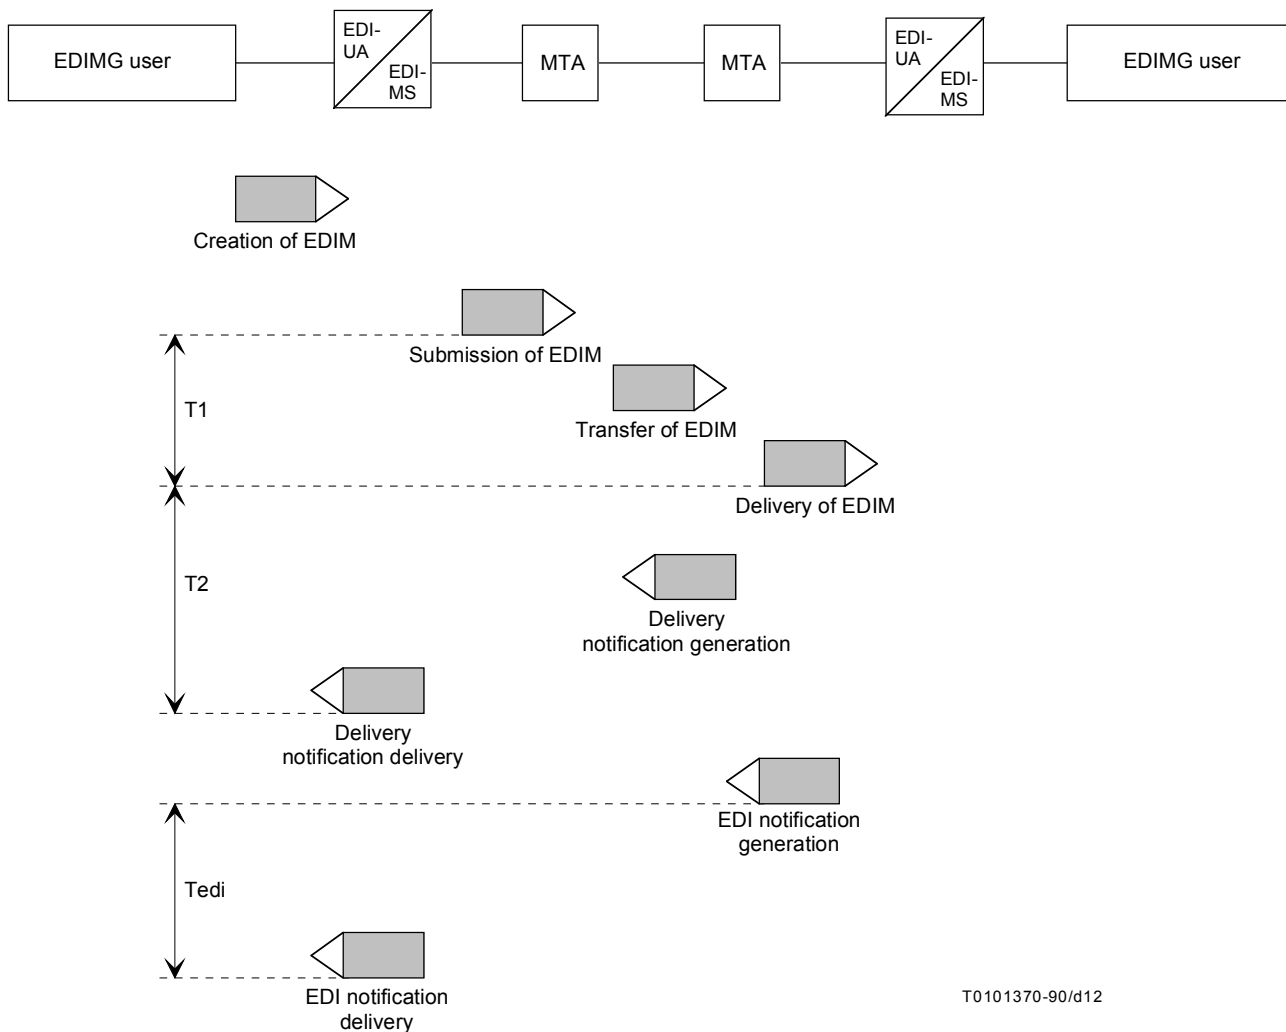 EDIMG user
EDI-
UA
EDI-
MS
MTA
MTA
EDI-
UA
EDI-
MS
EDIMG user
Creation of EDIM
Submission of EDIM
T1
Transfer of EDIM
Delivery of EDIM
T2
Delivery
notification generation
Delivery
notification delivery
EDI notification
generation
Tedi
EDI notification
delivery
T0101370-90/d12